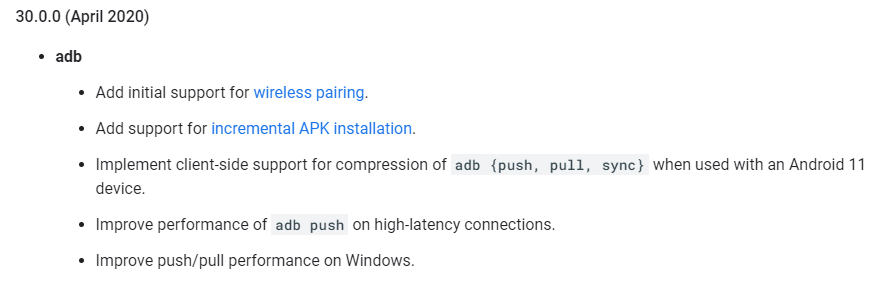 30.0.0 (April 2020)
• adb
• Add initial support for wireless pairing.
• Add support for incremental APK installation.
• Implement client-side support for compression of adb {push, pull, sync} when used with an Android 11
device.
• Improve performance of adb push on high-latency connections.
• Improve push/pull performance on Windows.